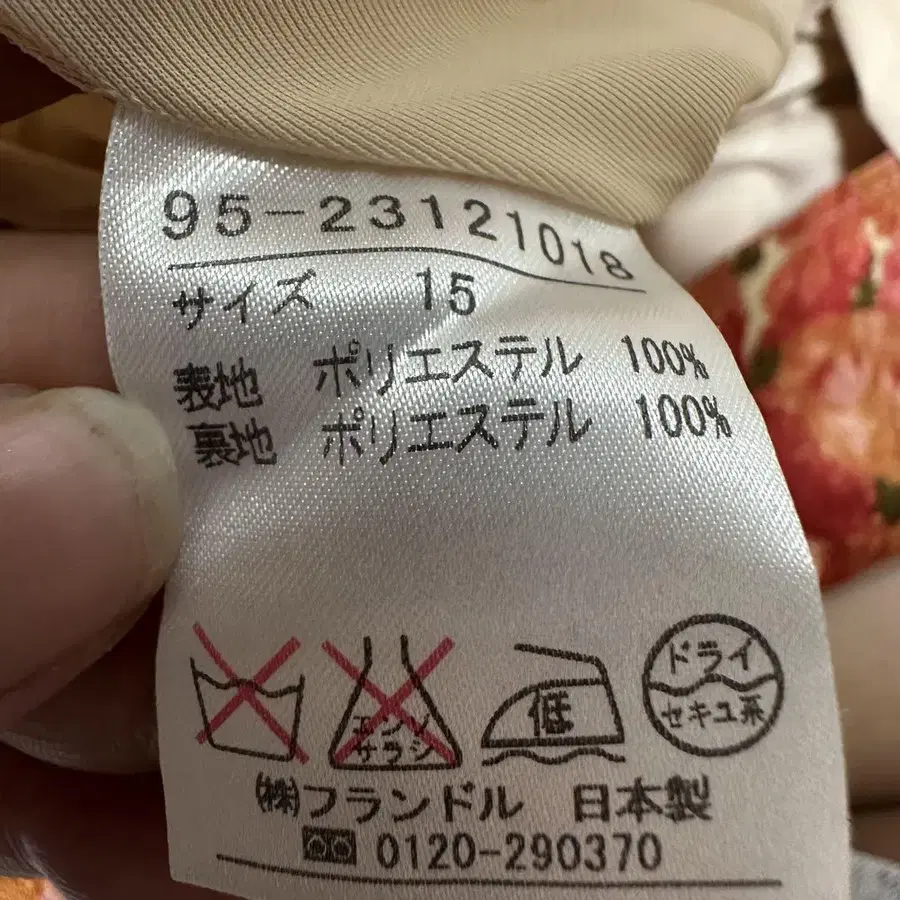 95-23121018
サイズ 15
表地 ポリエステル 100%
裏地 ポリエステル 100%
エンソサラシ
低
ドライ
セキユ系
㈱フランドル 日本製
0120-290370